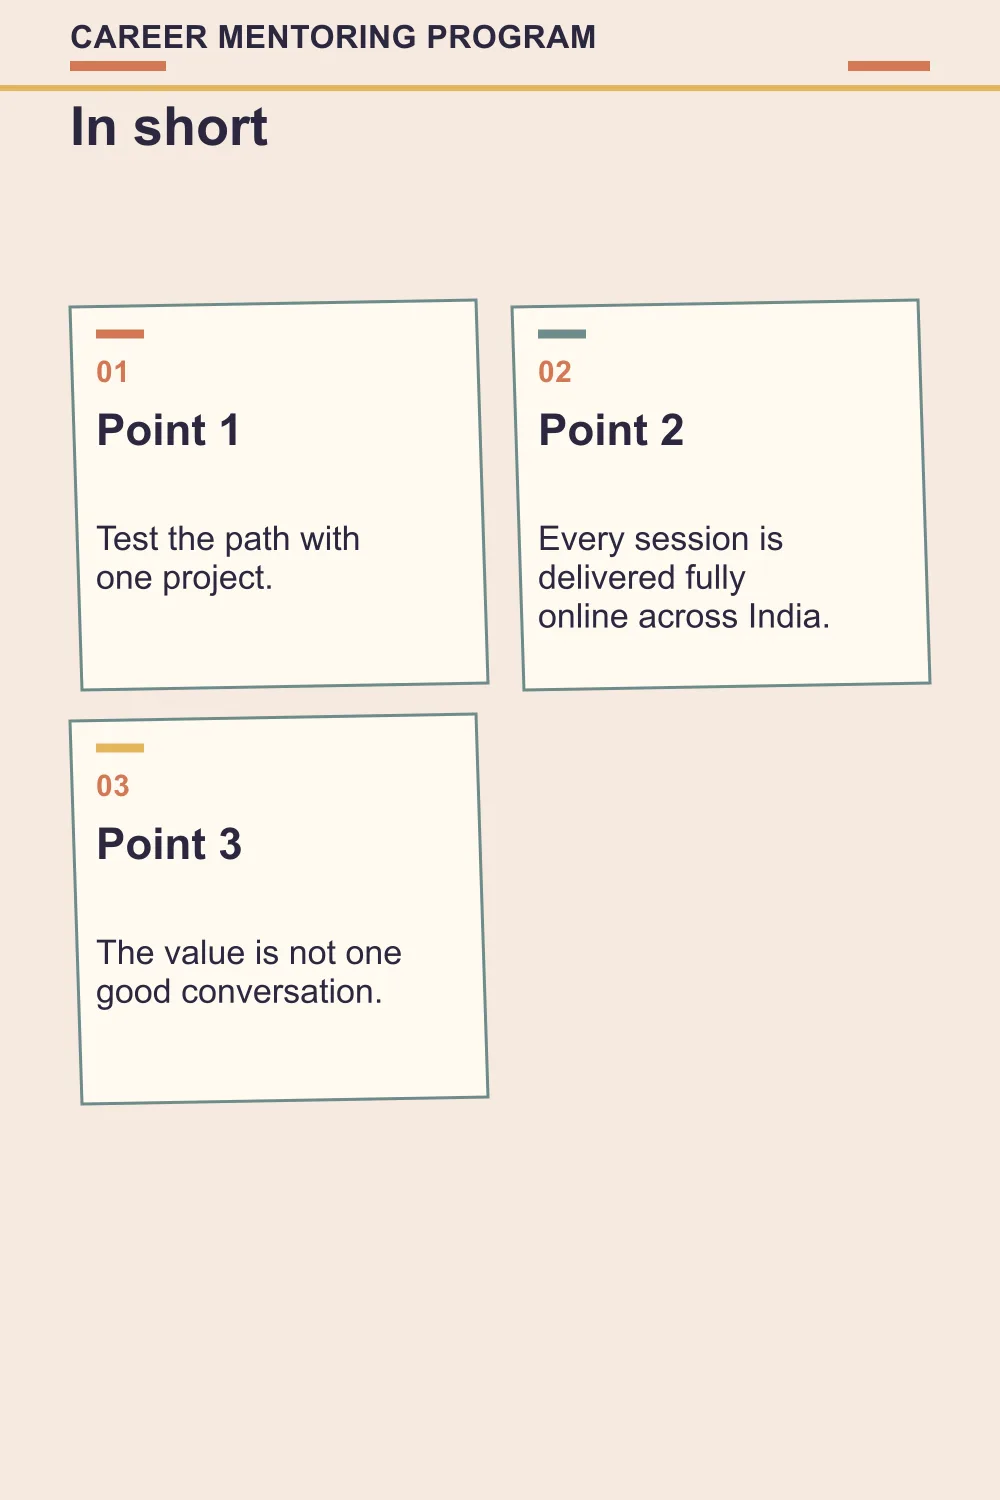 CAREER MENTORING PROGRAM
In short
01
Point 1
Test the path with
one project.
02
Point 2
Every session is
delivered fully
online across India.
03
Point 3
The value is not one
good conversation.